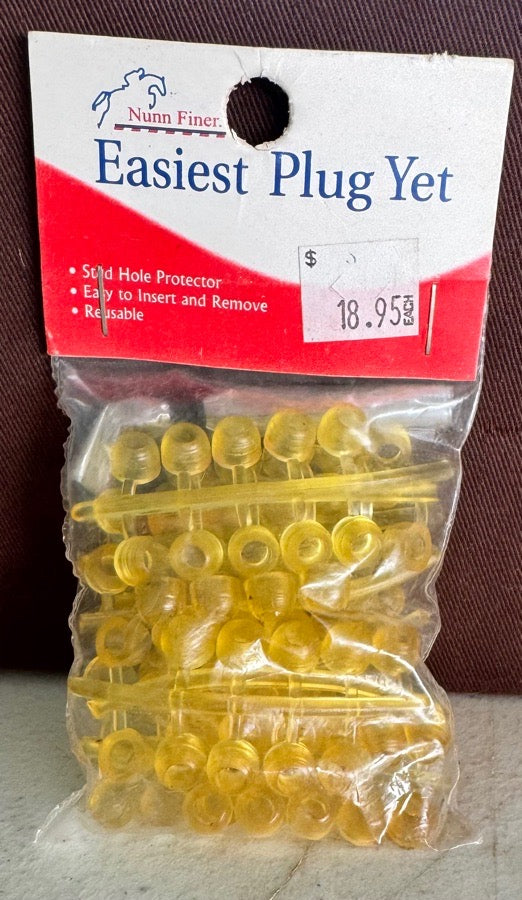 Nunn Finer.
Easiest Plug Yet
• Stud Hole Protector
• Easy to Insert and Remove
• Reusable
$
18.95 EACH